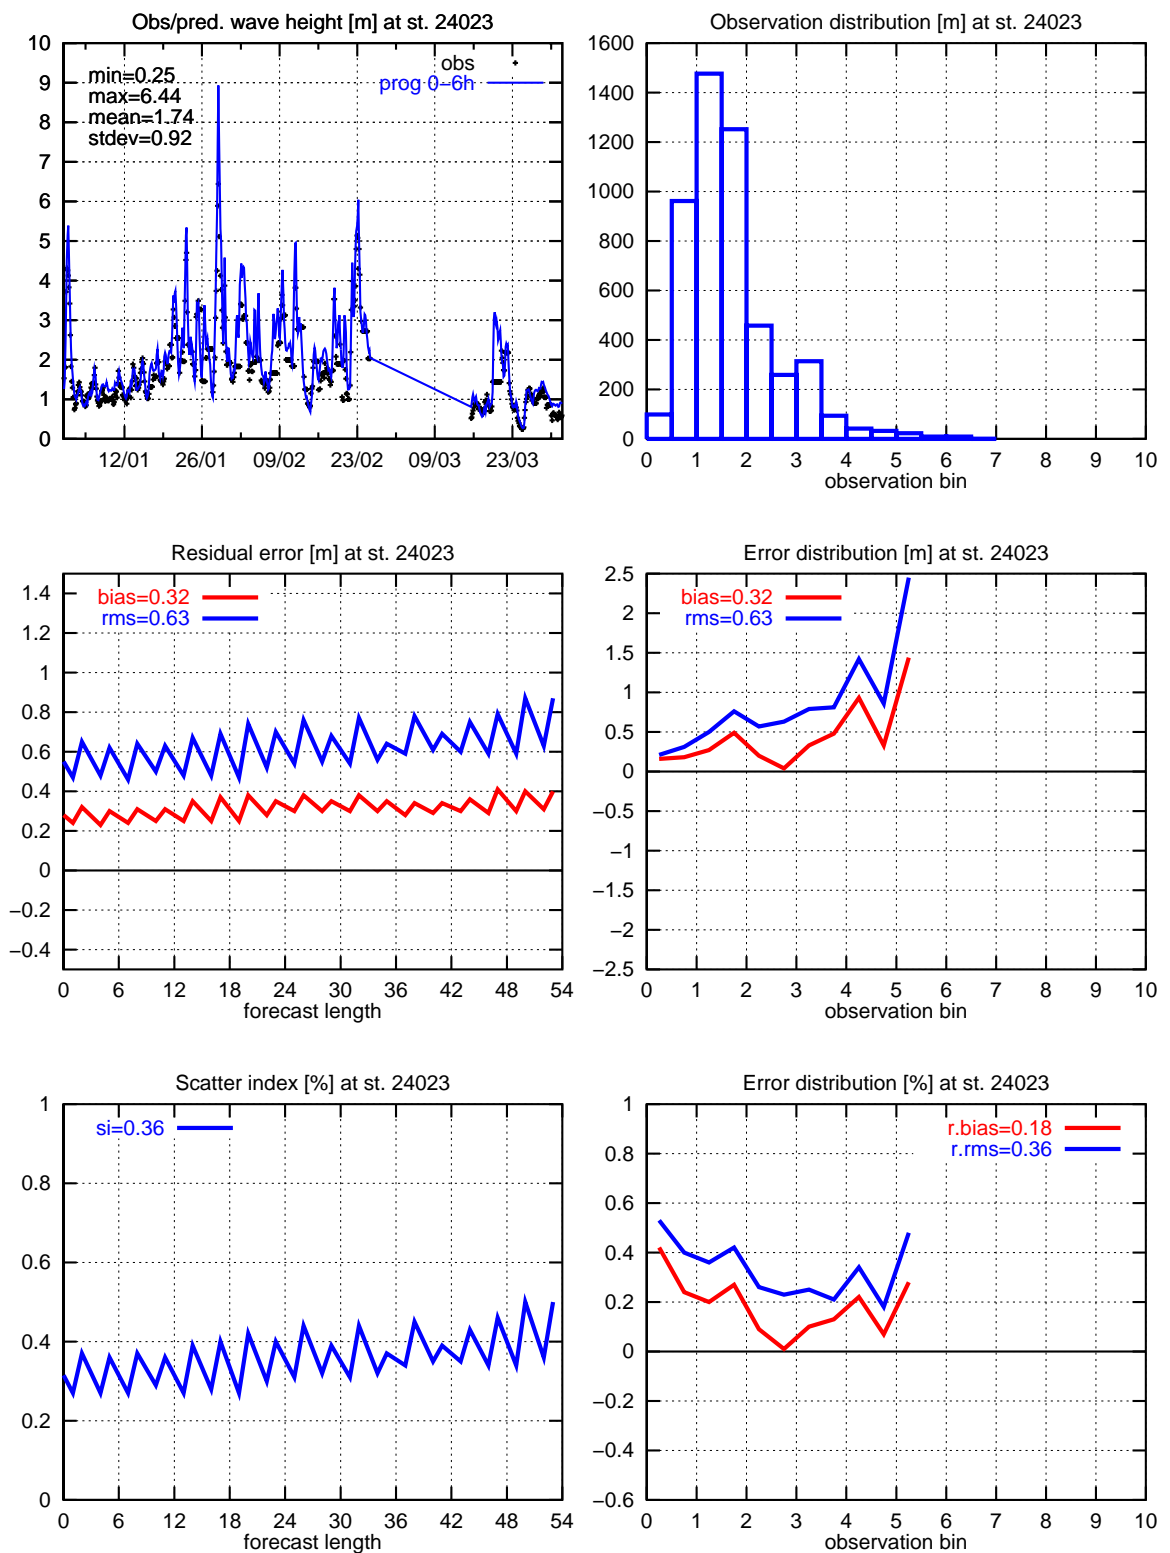 Obs/pred. wave height [m] at st. 24023
10
9
8
7
6
5
4
3
2
1
0
min=0.25
max=6.44
mean=1.74
stdev=0.92
obs
prog 0−6h
12/01 26/01 09/02 23/02 09/03 23/03
Observation distribution [m] at st. 24023
1600
1400
1200
1000
800
600
400
200
0
0 1 2 3 4 5 6 7 8 9 10
observation bin
Residual error [m] at st. 24023
1.4
1.2
1
0.8
0.6
0.4
0.2
0
−0.2
−0.4
bias=0.32
rms=0.63
0 6 12 18 24 30 36 42 48 54
forecast length
Error distribution [m] at st. 24023
2.5
2
1.5
1
0.5
0
−0.5
−1
−1.5
−2
−2.5
bias=0.32
rms=0.63
0 1 2 3 4 5 6 7 8 9 10
observation bin
Scatter index [%] at st. 24023
1
0.8
0.6
0.4
0.2
0
si=0.36
0 6 12 18 24 30 36 42 48 54
forecast length
Error distribution [%] at st. 24023
1
0.8
0.6
0.4
0.2
0
−0.2
−0.4
−0.6
r.bias=0.18
r.rms=0.36
0 1 2 3 4 5 6 7 8 9 10
observation bin